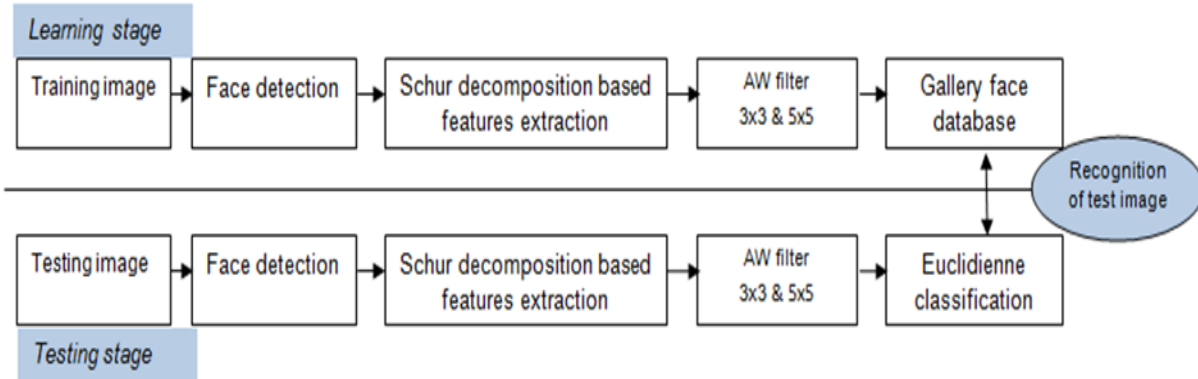 Learning stage
Training image
Face detection
Schur decomposition based
features extraction
AW filter
3x3 & 5x5
Gallery face
database
Recognition
of test image
Testing image
Face detection
Schur decomposition based
features extraction
AW filter
3x3 & 5x5
Euclidienne
classification
Testing stage